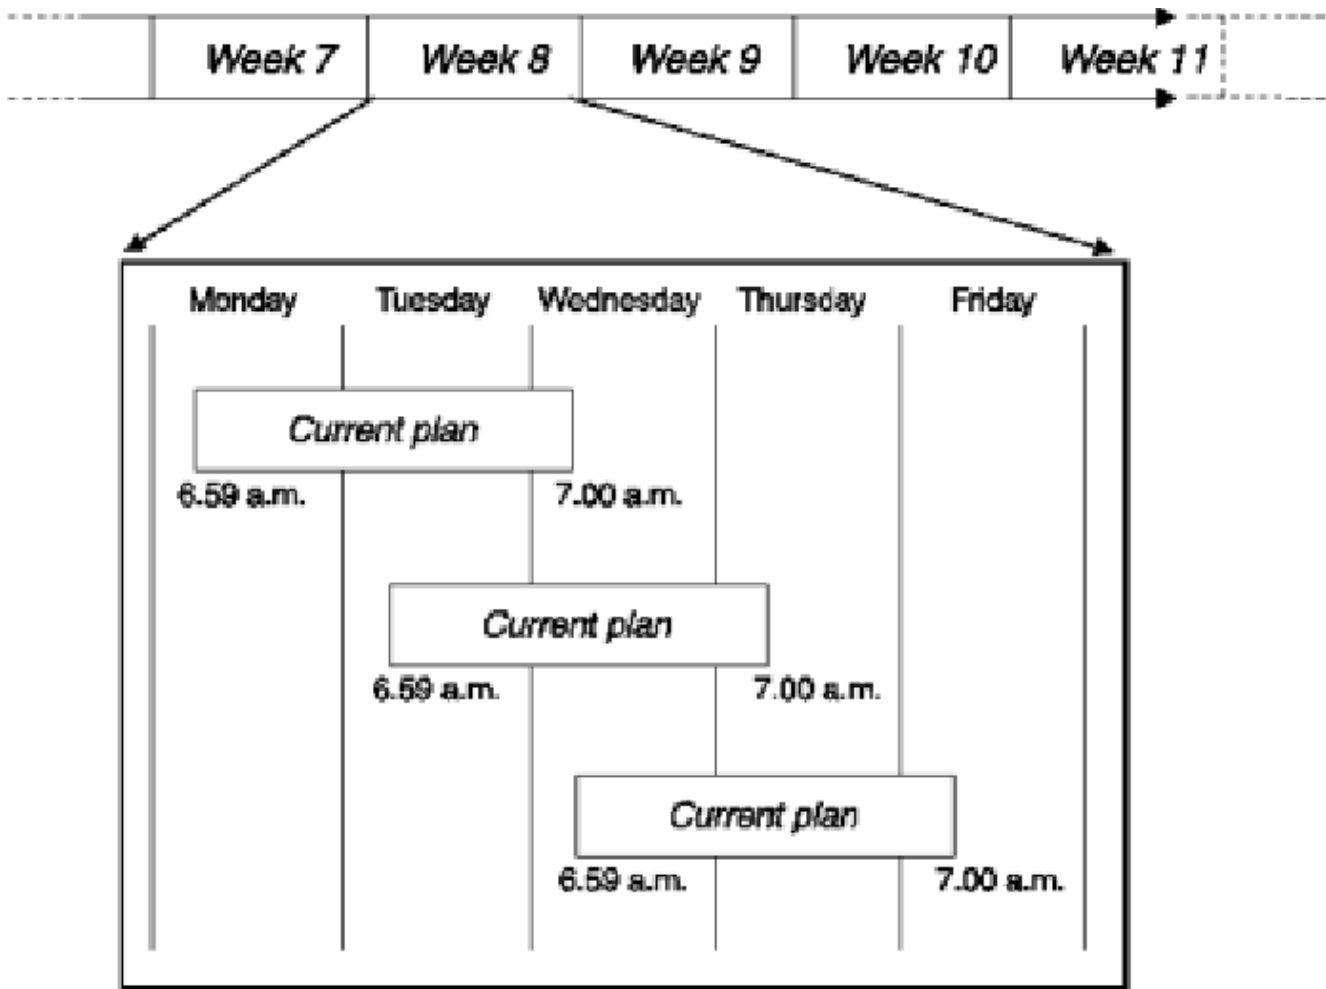 Week 7 Week 8 Week 9 Week 10 Week 11
Monday Tuesday Wednesday Thursday Friday
Current plan
6.59 a.m. 7.00 a.m.
Current plan
6.59 a.m. 7.00 a.m.
Current plan
6.59 a.m. 7.00 a.m.